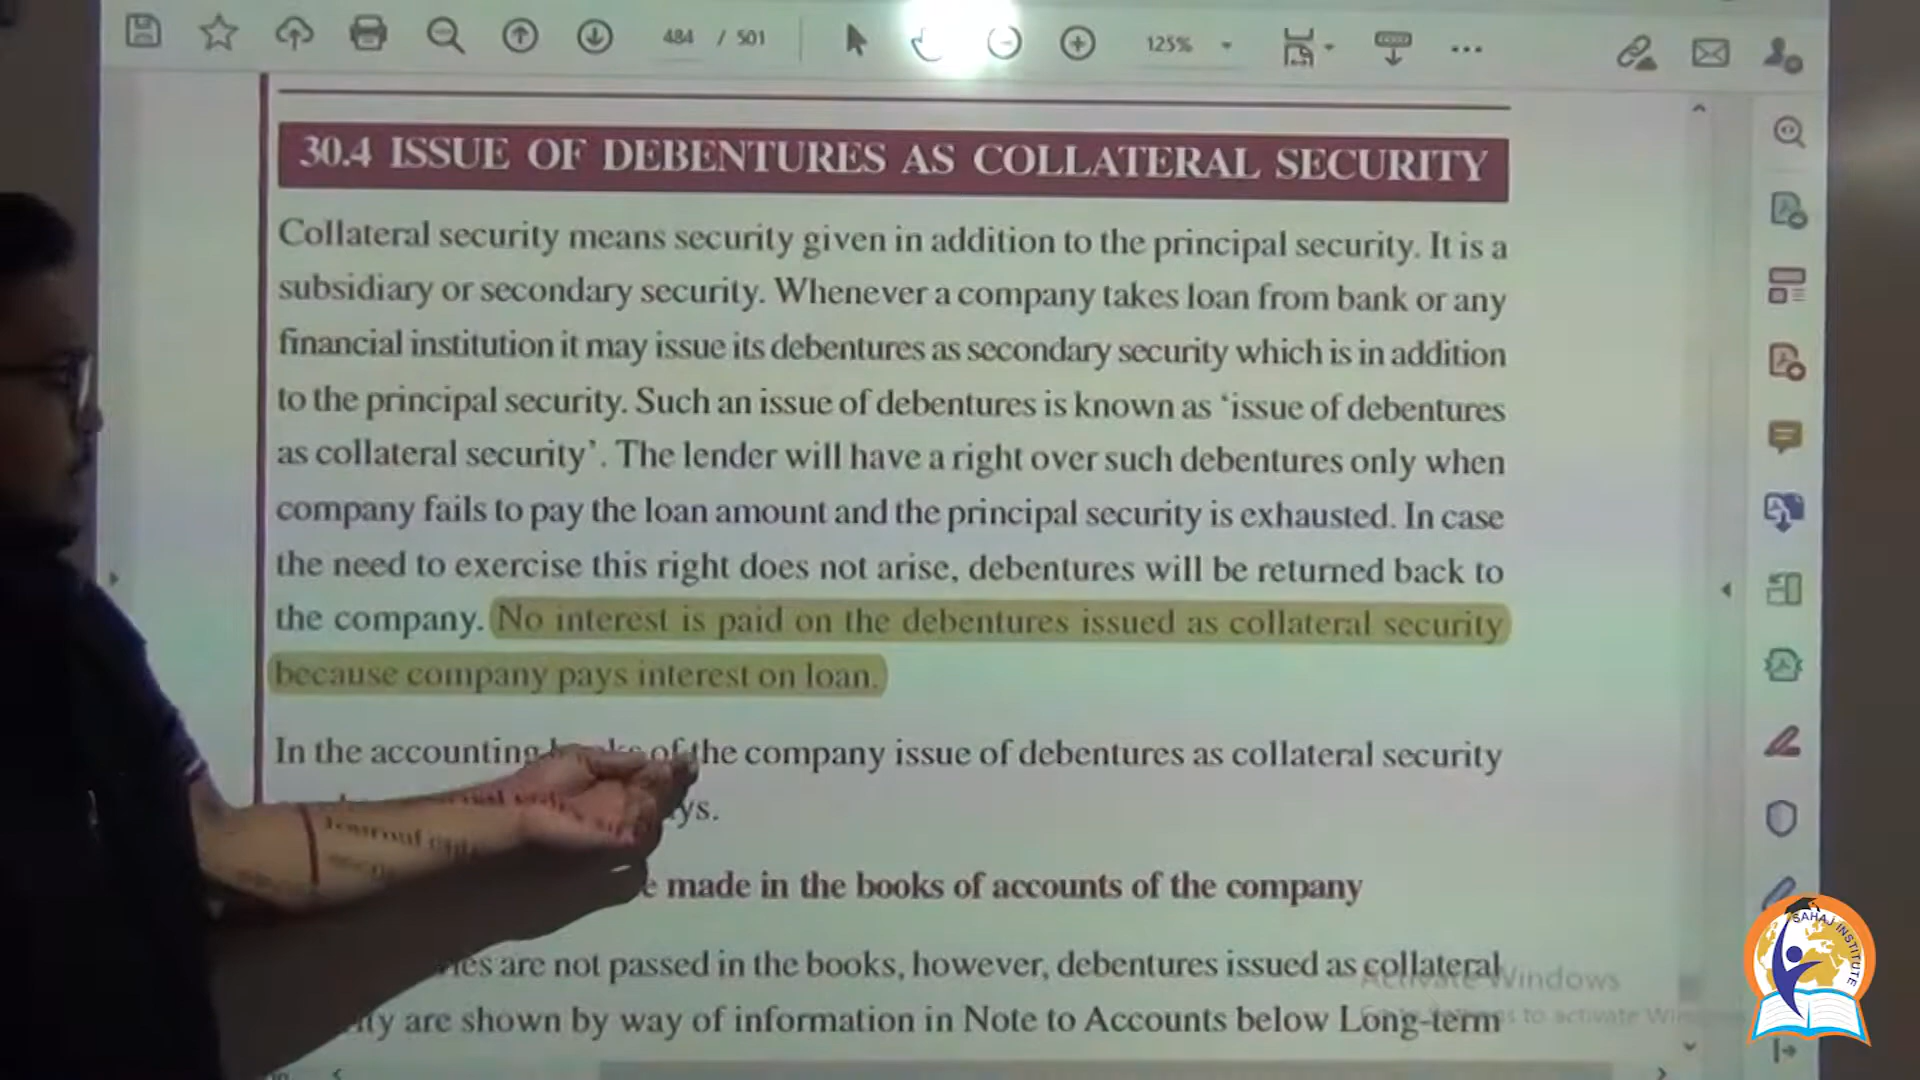 484 / 501
125%
30.4 ISSUE OF DEBENTURES AS COLLATERAL SECURITY
Collateral security means security given in addition to the principal security. It is a
subsidiary or secondary security. Whenever a company takes loan from bank or any
financial institution it may issue its debentures as secondary security which is in addition
to the principal security. Such an issue of debentures is known as ‘issue of debentures
as collateral security’. The lender will have a right over such debentures only when
company fails to pay the loan amount and the principal security is exhausted. In case
the need to exercise this right does not arise, debentures will be returned back to
the company. No interest is paid on the debentures issued as collateral security
because company pays interest on loan.
In the accounting of the company issue of debentures as collateral security
made in the books of accounts of the company
are not passed in the books, however, debentures issued as collateral
are shown by way of information in Note to Accounts below Long-term
Activate Windows
to activate
SAHAJ INSTITUTE